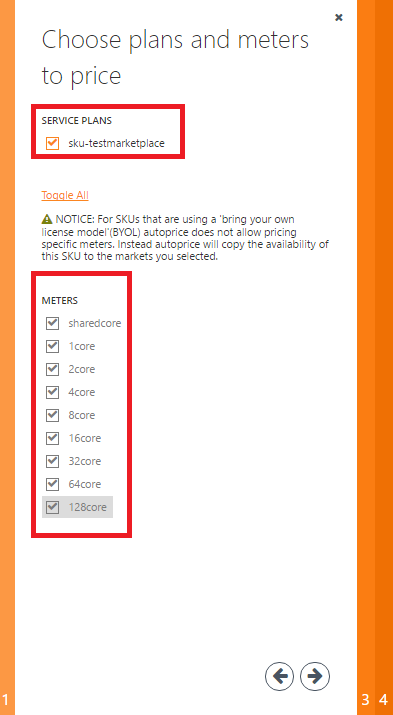 Choose plans and meters
to price
SERVICE PLANS
sku-testmarketplace
Toggle All
NOTICE: For SKUs that are using a 'bring your own
license model'(BYOL) autoprice does not allow pricing
specific meters. Instead autoprice will copy the availability of
this SKU to the markets you selected.
METERS
sharedcore
1core
2core
4core
8core
16core
32core
64core
128core
1
3
4